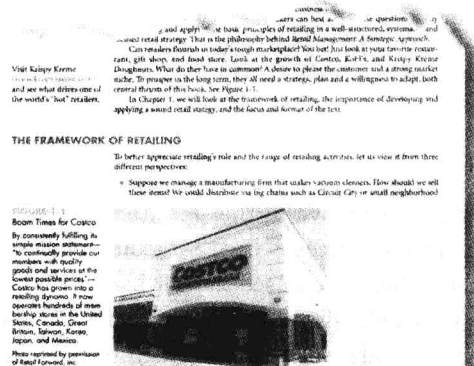 business
can best a questions
and apply the basic principles of retailing in a well-structured, systema and
retail strategy. That is the philosophy behind Retail Management: A Strategic Approach.
Can retailers flourish in today's tough marketplace? You bet! Just look at your favorite restau-
rant, gift shop, and food store. Look at the growth of Costco, Kohl's, and Krispy Kreme
Doughnuts. What do they have in common? A desire to please the customer and a strong market
niche. To prosper in the long term, they all need a strategic plan and a willingness to adapt, both
central thrusts of this book. See Figure 1-1.
In Chapter 1, we will look at the framework of retailing, the importance of developing and
applying a sound retail strategy, and the focus and format of the text.
Visit Krispy Kreme
and see what drives one of
the world's "hot" retailers.
THE FRAMEWORK OF RETAILING
To better appreciate retailing's role and the range of retailing activities, let us view it from three
different perspectives:
• Suppose we manage a manufacturing firm that makes vacuum cleaners. How should we sell
these items? We could distribute via big chains such as Circuit City or small neighborhood
FIGURE 1-1
Boom Times for Costco
By consistently fulfilling its
simple mission statement—
"to continually provide our
members with quality
goods and services at the
lowest possible prices"—
Costco has grown into a
retailing dynamo. It now
operates hundreds of mem-
bership stores in the United
States, Canada, Great
Britain, Taiwan, Korea,
Japan, and Mexico.
Photo reprinted by permission
of Retail Forward, Inc.
COSTCO